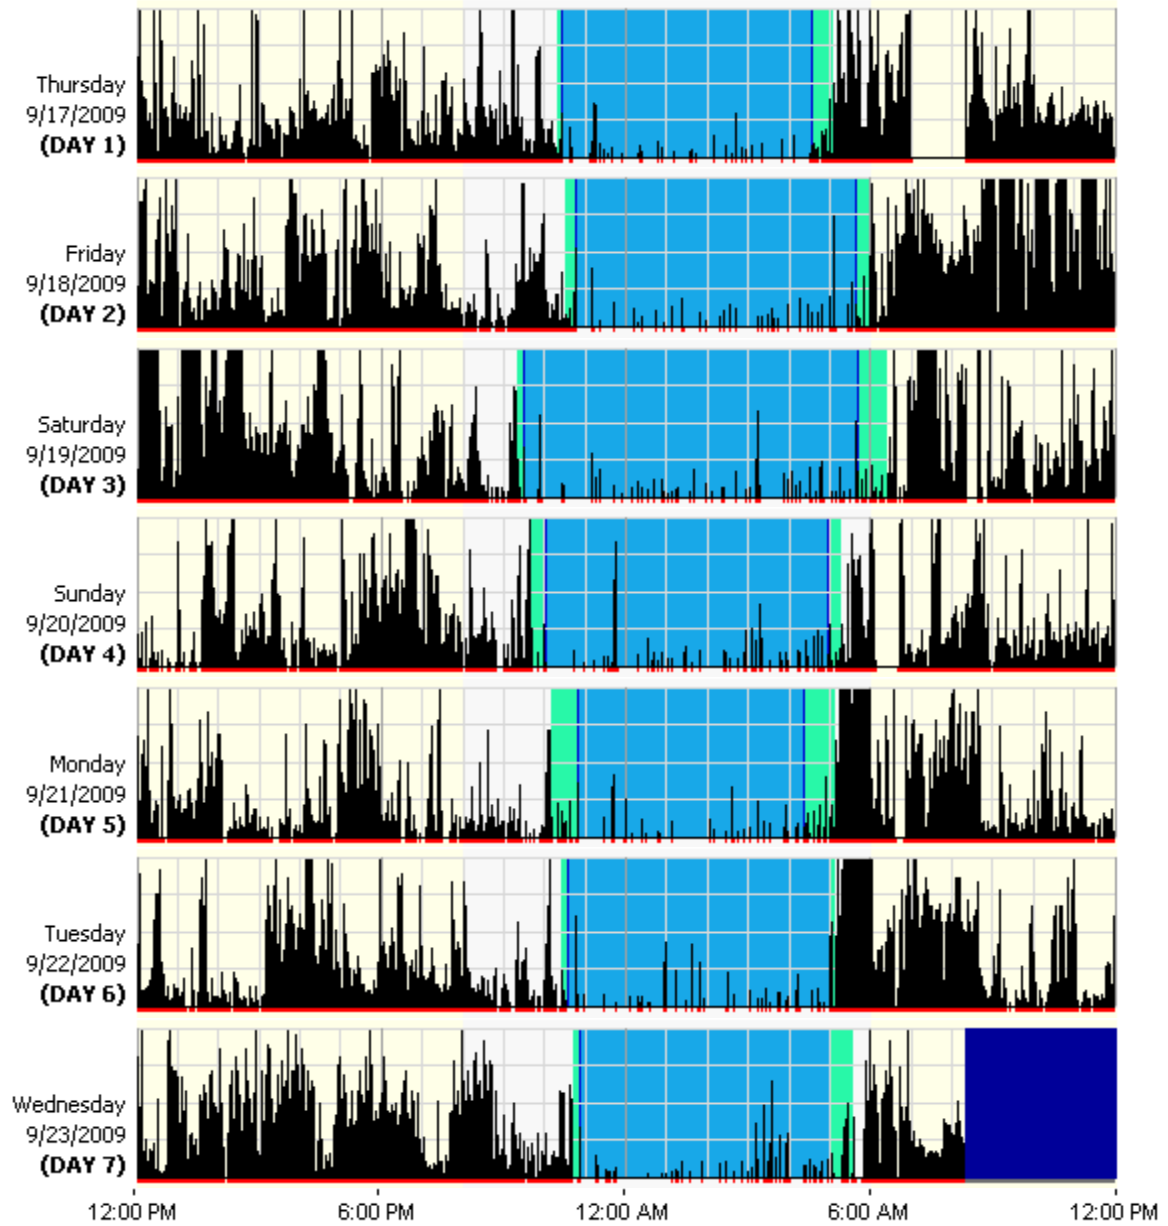 Thursday
9/17/2009
(DAY 1)
Friday
9/18/2009
(DAY 2)
Saturday
9/19/2009
(DAY 3)
Sunday
9/20/2009
(DAY 4)
Monday
9/21/2009
(DAY 5)
Tuesday
9/22/2009
(DAY 6)
Wednesday
9/23/2009
(DAY 7)
12:00 PM 6:00 PM 12:00 AM 6:00 AM 12:00 PM